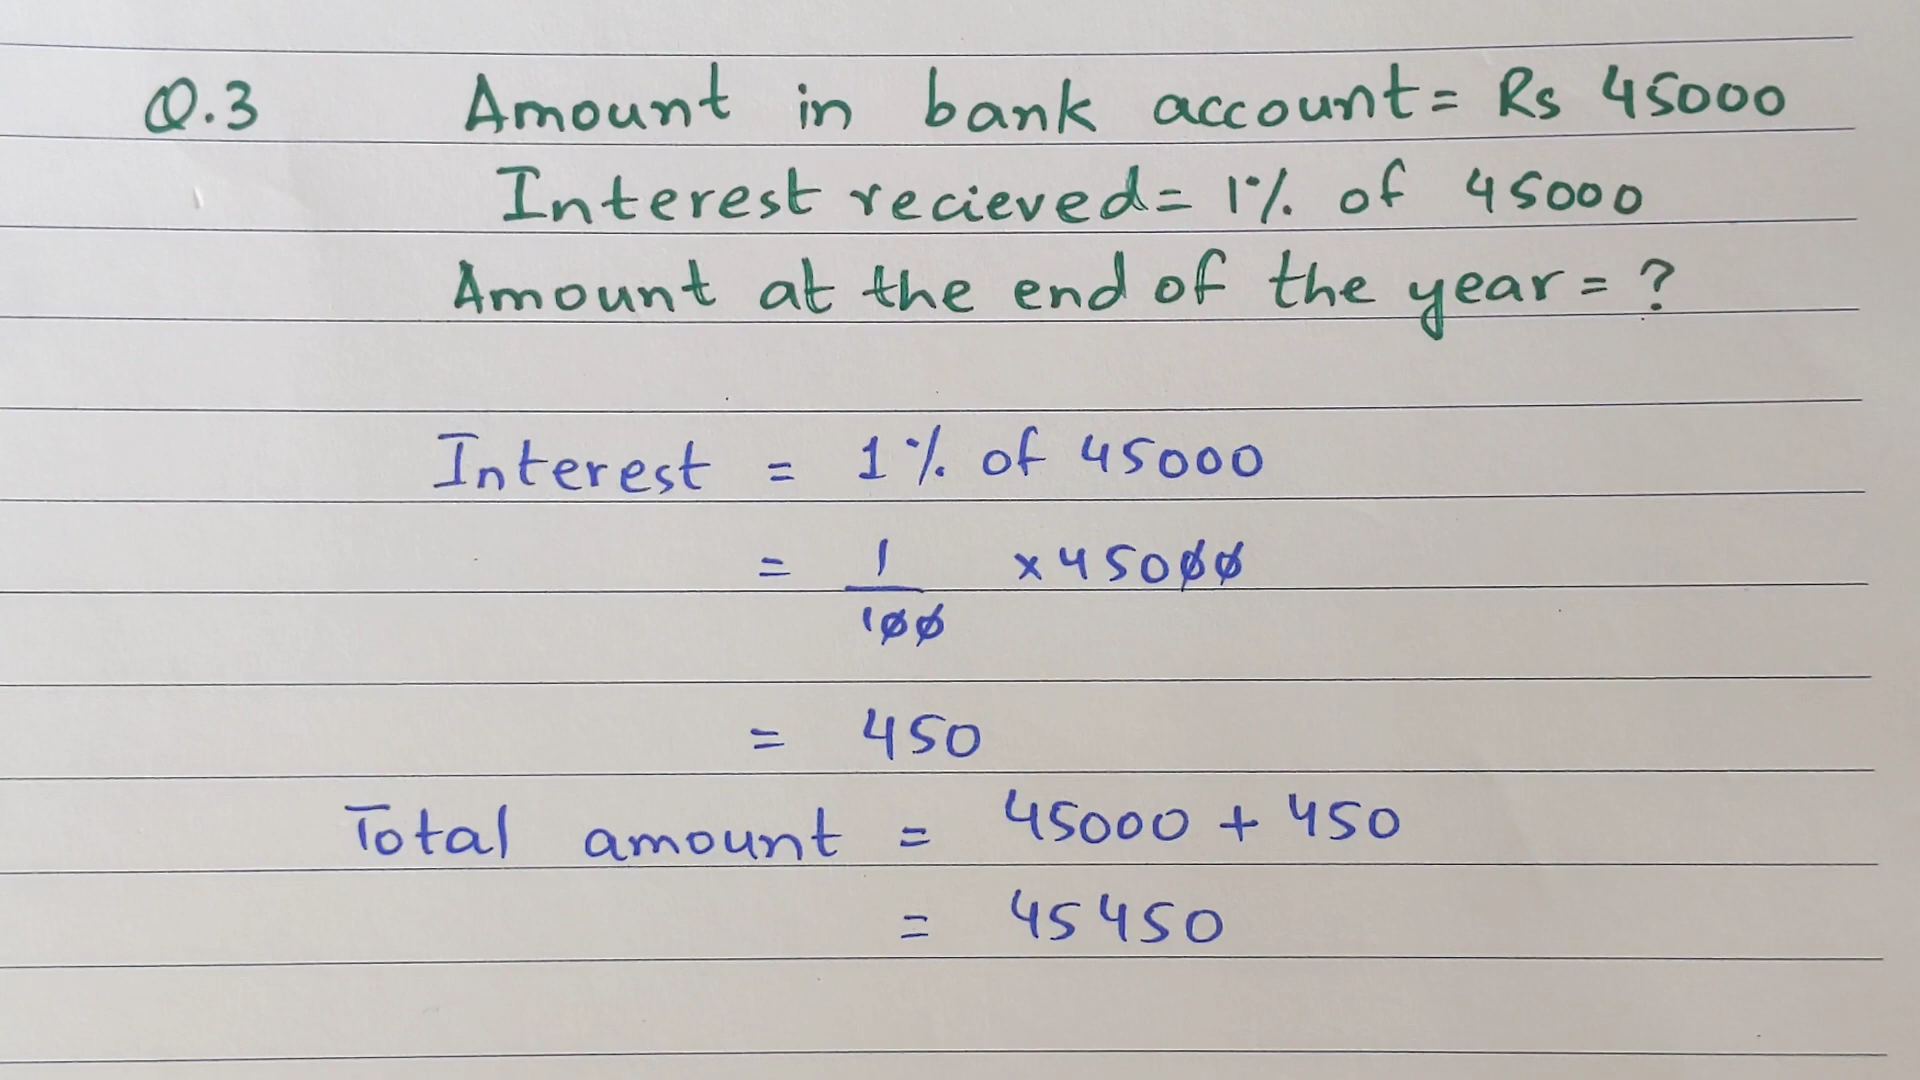 Q.3 Amount in bank account = Rs 45000
Interest recieved = 1% of 45000
Amount at the end of the year = ?
Interest = 1% of 45000
= 1/100 × 45000
= 450
Total amount = 45000 + 450
= 45450